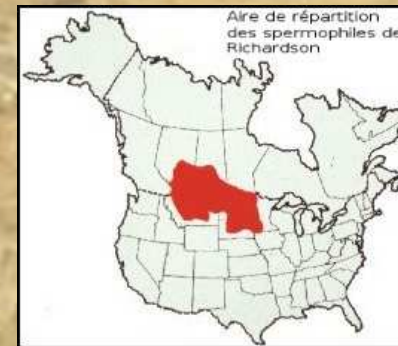 Aire de répartition
des spermophiles de
Richardson